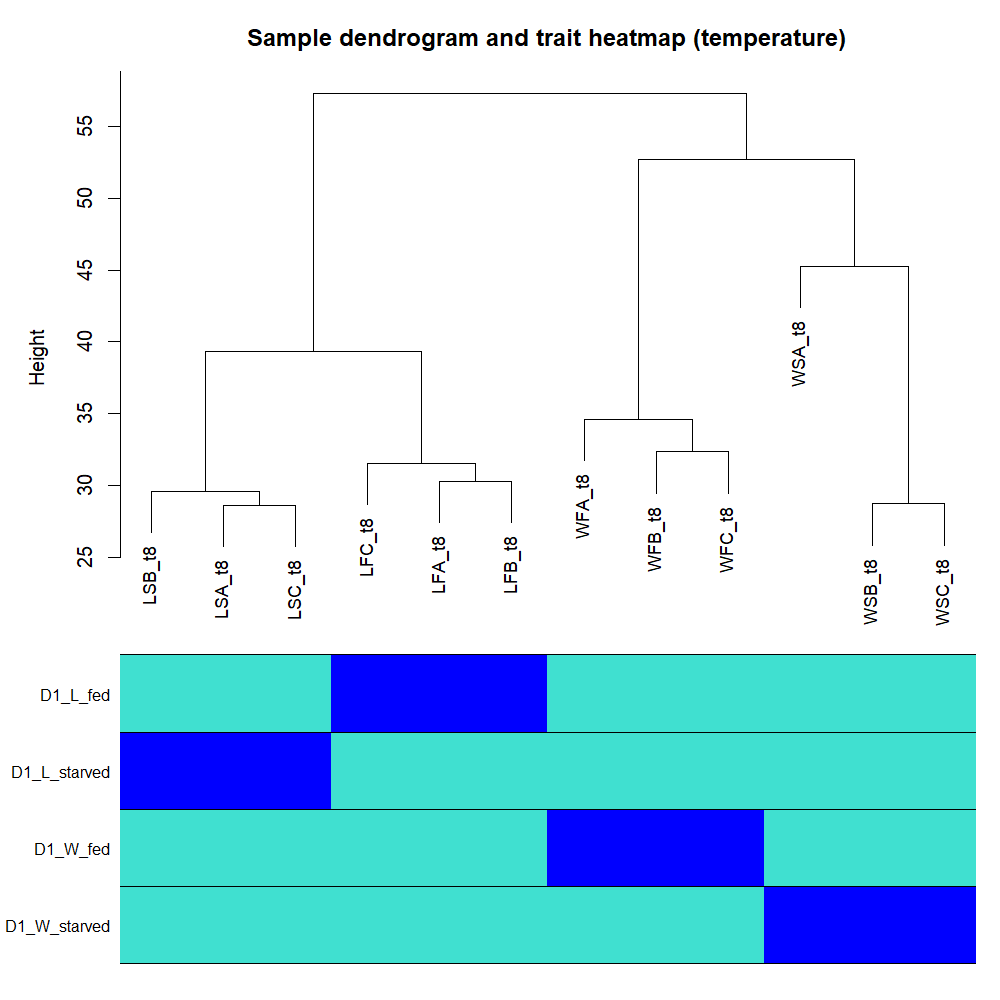 Sample dendrogram and trait heatmap (temperature)
Height
55
50
45
40
35
30
25
LSB_t8
LSA_t8
LSC_t8
LFC_t8
LFA_t8
LFB_t8
WFA_t8
WFB_t8
WFC_t8
WSA_t8
WSB_t8
WSC_t8
D1_L_fed
D1_L_starved
D1_W_fed
D1_W_starved